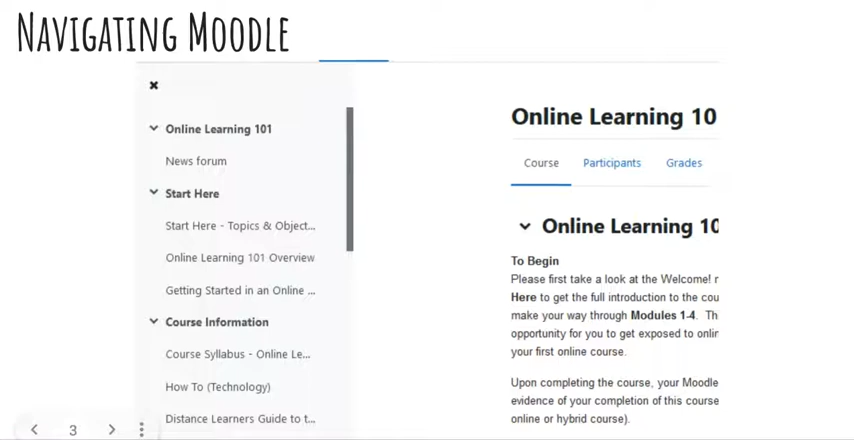 Navigating Moodle
Online Learning 101
News forum
Start Here
Start Here - Topics & Object...
Online Learning 101 Overview
Getting Started in an Online ...
Course Information
Course Syllabus - Online Le...
How To (Technology)
Distance Learners Guide to t...
3
Online Learning 10
Course Participants Grades
Online Learning 10
To Begin
Please first take a look at the Welcome!
Here to get the full introduction to the cou
make your way through Modules 1-4. Th
opportunity for you to get exposed to onlin
your first online course.
Upon completing the course, your Moodle
evidence of your completion of this course
online or hybrid course).